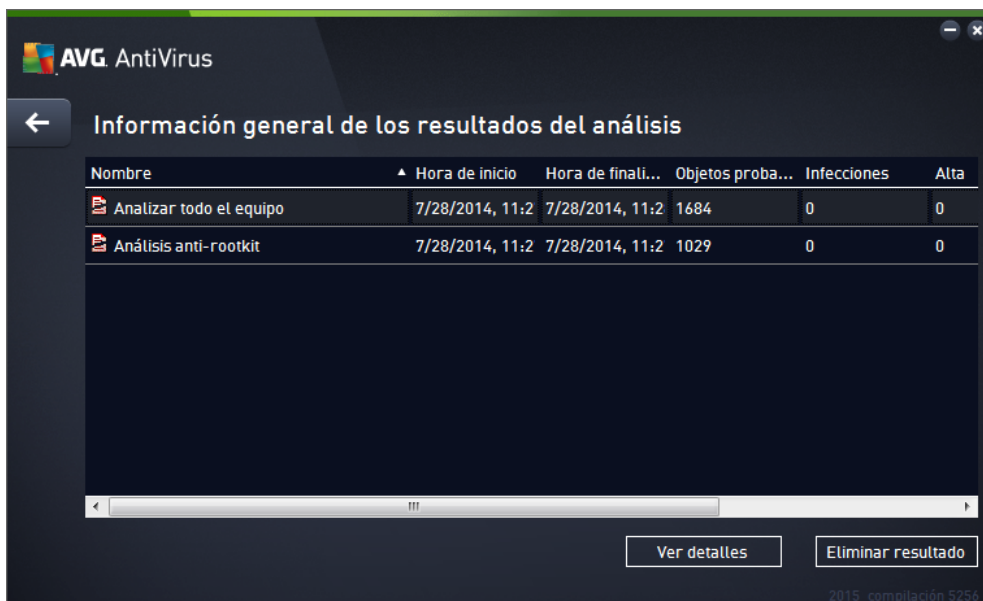 AVG. AntiVirus
Información general de los resultados del análisis
Nombre Hora de inicio Hora de finali... Objetos proba... Infecciones Alta
Analizar todo el equipo 7/28/2014, 11:2 7/28/2014, 11:2 1684 0 0
Análisis anti-rootkit 7/28/2014, 11:2 7/28/2014, 11:2 1029 0 0
Ver detalles Eliminar resultado
2015 compilación 5256